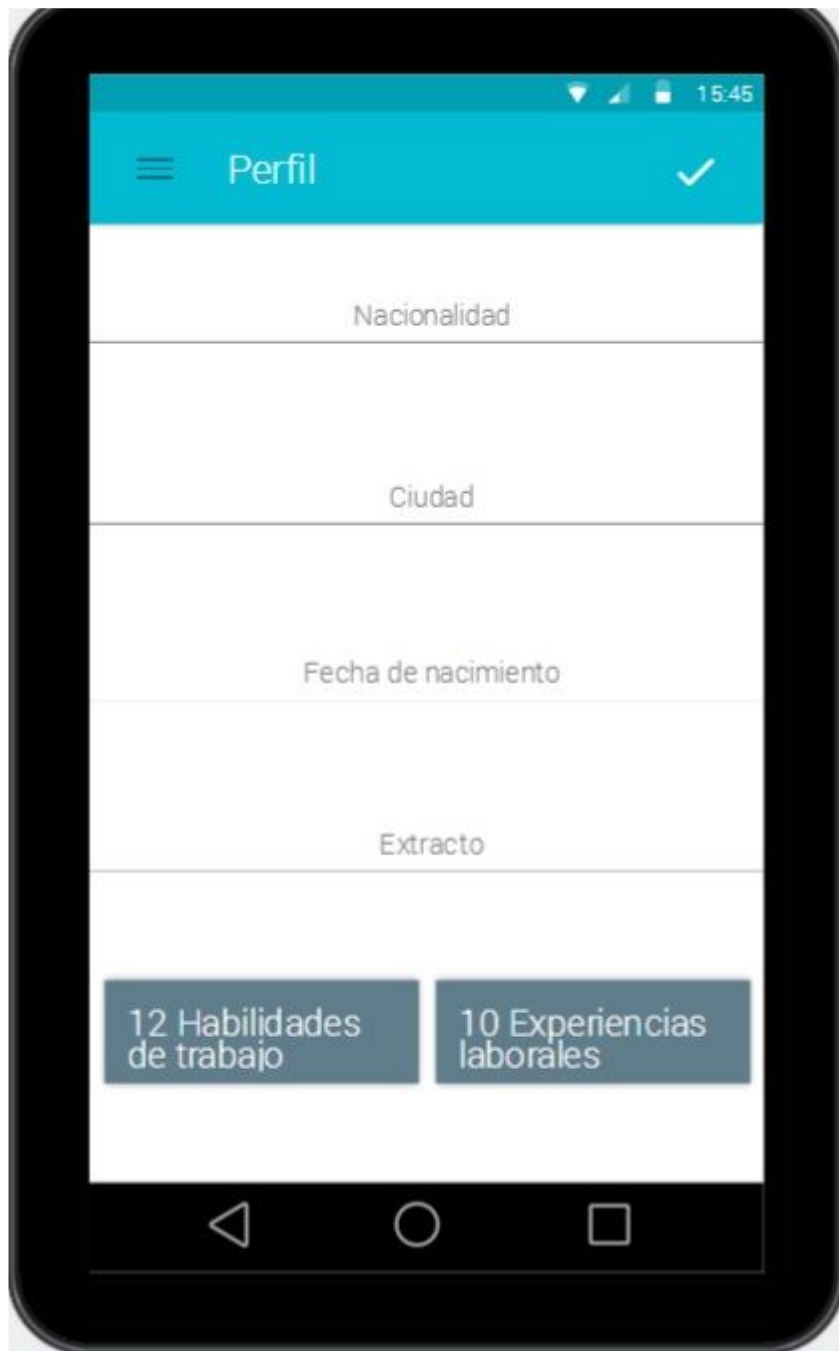 15:45
Perfil
Nacionalidad
Ciudad
Fecha de nacimiento
Extracto
12 Habilidades
de trabajo
10 Experiencias
laborales